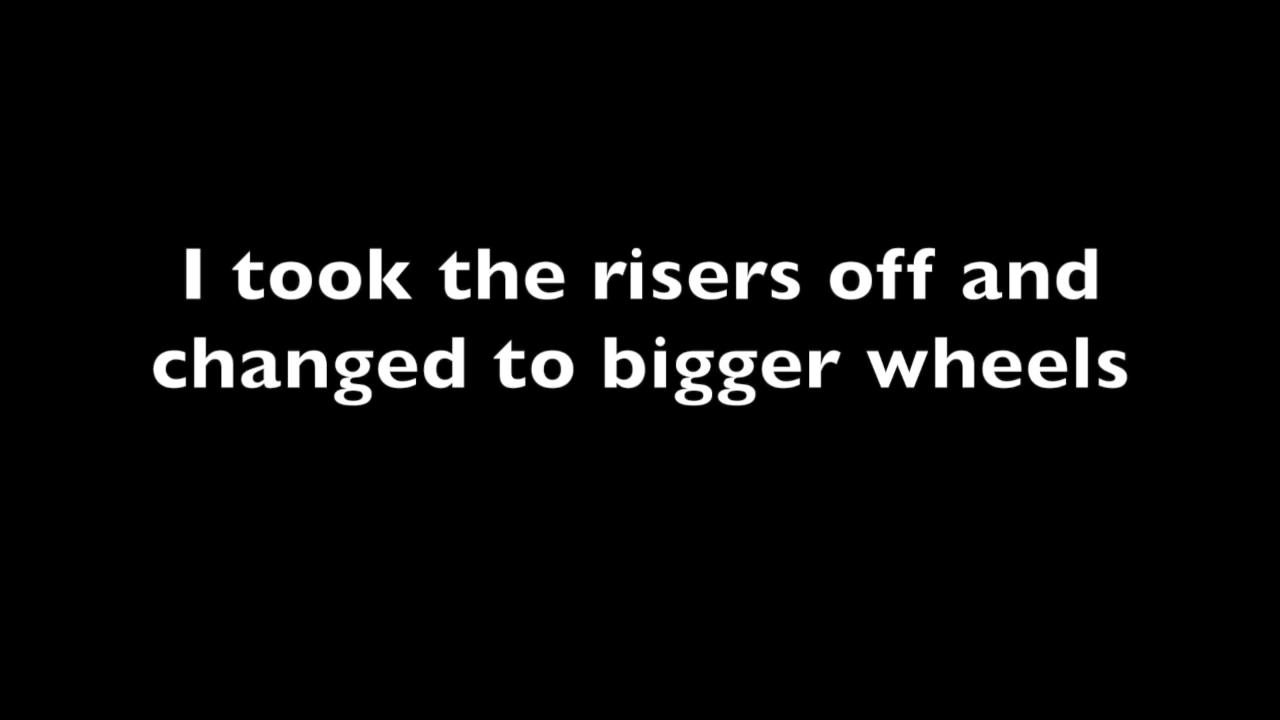 I took the risers off and
changed to bigger wheels